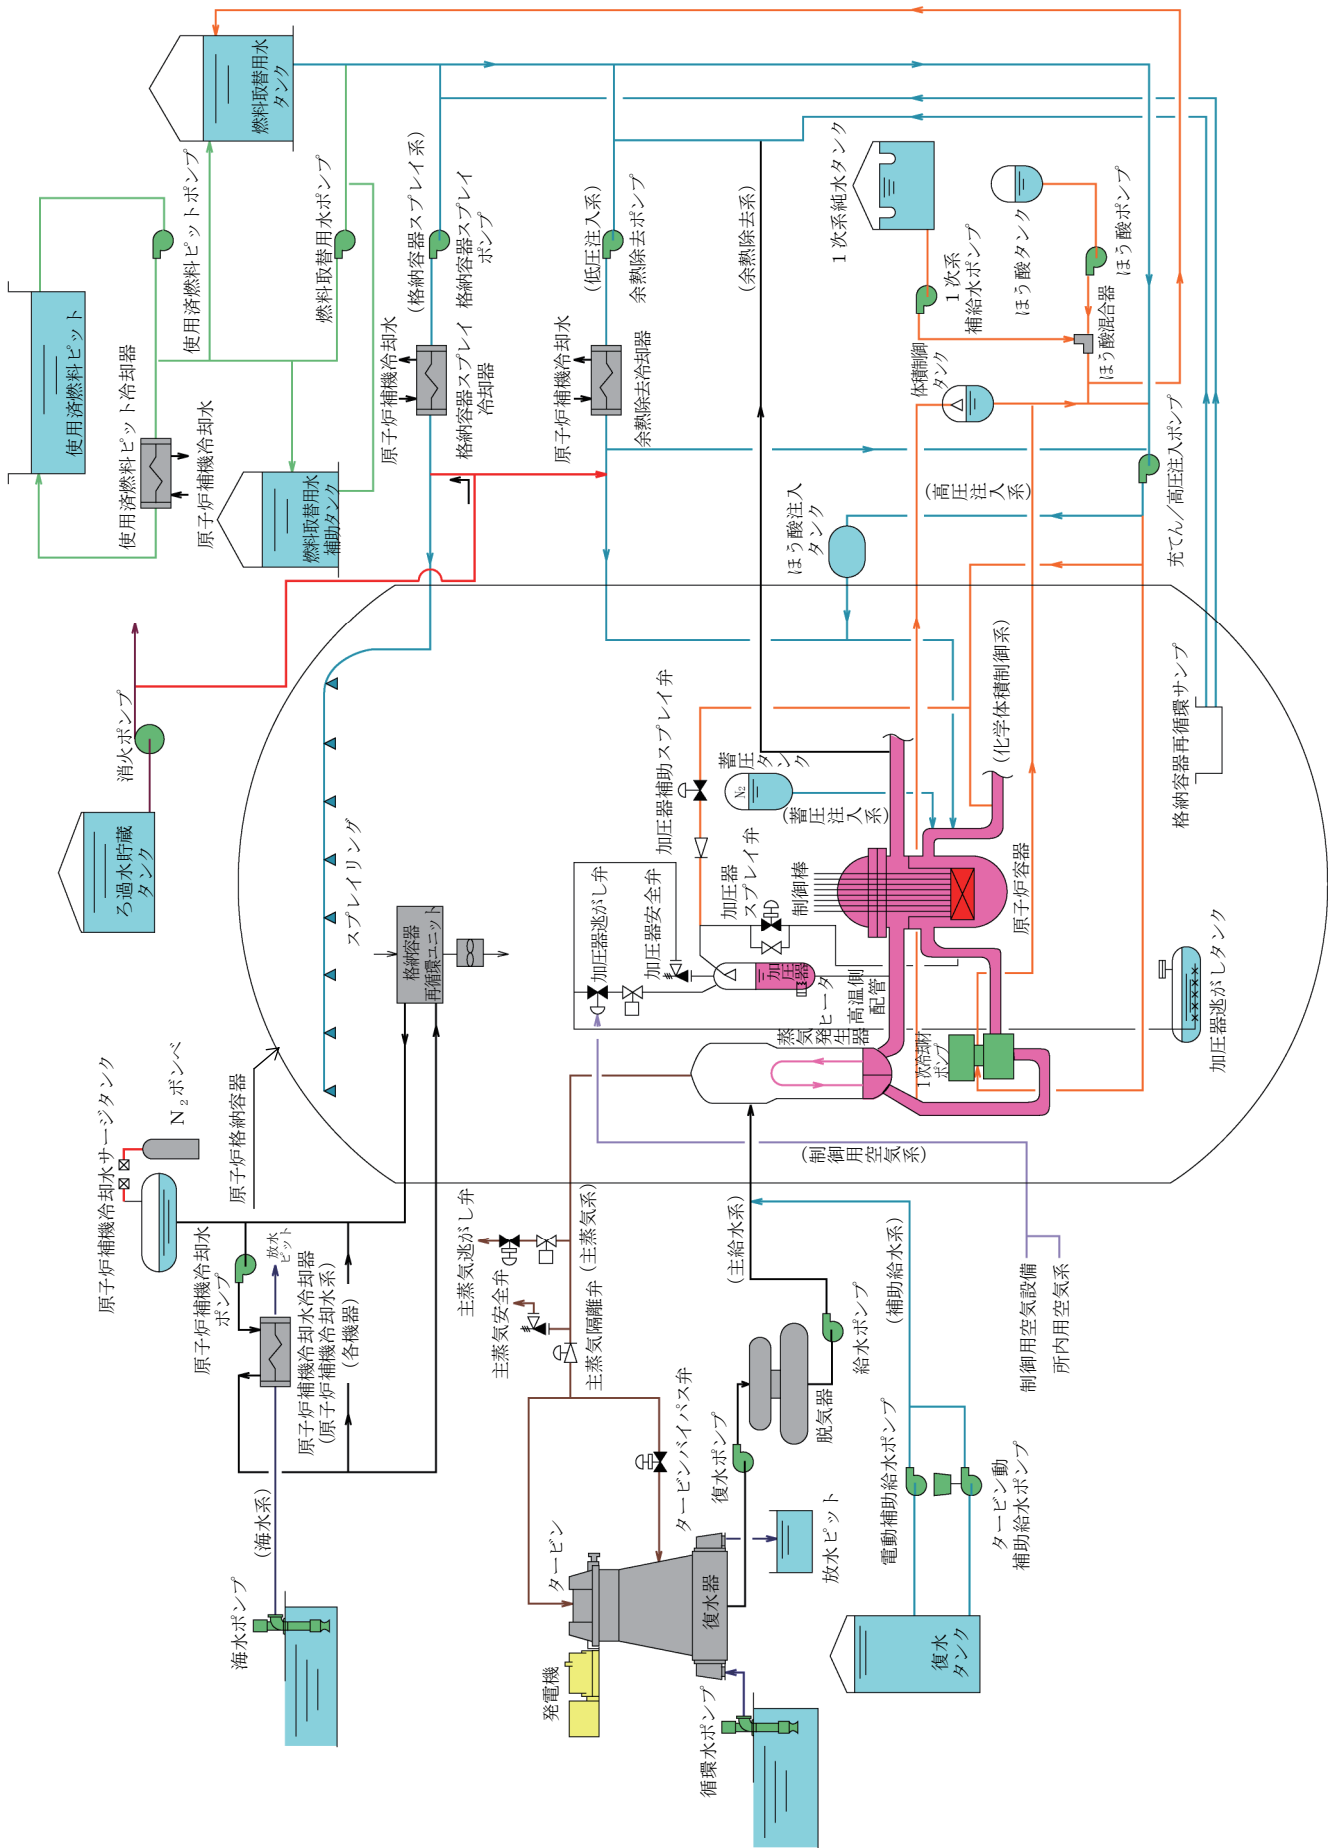 海水ポンプ
(海水系)
原子炉補機冷却水サージタンク
N₂ボンベ
原子炉補機冷却水
ポンプ
放水
ピット
原子炉補機冷却水冷却器
(原子炉補機冷却水系)
(各機器)
原子炉格納容器
ろ過水貯蔵
タンク
消火ポンプ
使用済燃料ピット
使用済燃料ピット冷却器
原子炉補機冷却水
使用済燃料ピットポンプ
燃料取替用水
タンク
燃料取替用水
補助タンク
燃料取替用水ポンプ
スプレイリング
格納容器
再循環ユニット
原子炉補機冷却水
(格納容器スプレイ系)
格納容器スプレイ
冷却器
格納容器スプレイ
ポンプ
原子炉補機冷却水
(低圧注入系)
余熱除去冷却器
余熱除去ポンプ
(余熱除去系)
発電機
タービン
主蒸気逃がし弁
主蒸気安全弁
主蒸気隔離弁
(主蒸気系)
タービンバイパス弁
復水器
循環水ポンプ
復水ポンプ
放水ピット
脱気器
給水ポンプ
(主給水系)
加圧器逃がし弁
加圧器安全弁
加圧器補助スプレイ弁
加圧器
スプレイ弁
加圧器
ヒータ
蒸気
発生器
高温側
配管
制御棒
蓄圧
タンク
N₂
(蓄圧注入系)
原子炉容器
1次冷却材
ポンプ
(化学体積制御系)
ほう酸注入
タンク
(高圧注入系)
体積制御
タンク
1次系純水タンク
1次系
補給水ポンプ
ほう酸タンク
ほう酸ポンプ
ほう酸混合器
充てん/高圧注入ポンプ
格納容器再循環サンプ
加圧器逃がしタンク
(制御用空気系)
(補助給水系)
制御用空気設備
所内用空気系
電動補助給水ポンプ
タービン動
補助給水ポンプ
復水
タンク